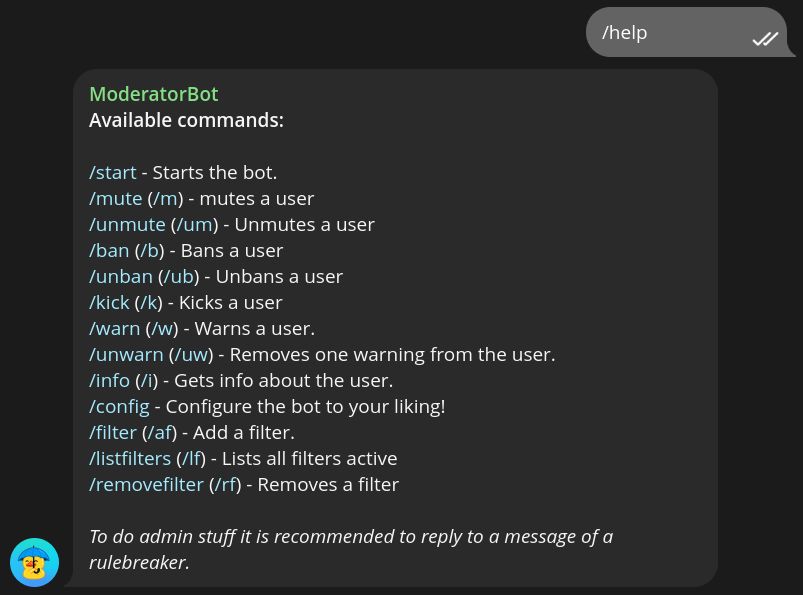 /help
ModeratorBot
Available commands:
/start - Starts the bot.
/mute (/m) - mutes a user
/unmute (/um) - Unmutes a user
/ban (/b) - Bans a user
/unban (/ub) - Unbans a user
/kick (/k) - Kicks a user
/warn (/w) - Warns a user.
/unwarn (/uw) - Removes one warning from the user.
/info (/i) - Gets info about the user.
/config - Configure the bot to your liking!
/filter (/af) - Add a filter.
/listfilters (/lf) - Lists all filters active
/removefilter (/rf) - Removes a filter
To do admin stuff it is recommended to reply to a message of a
rulebreaker.